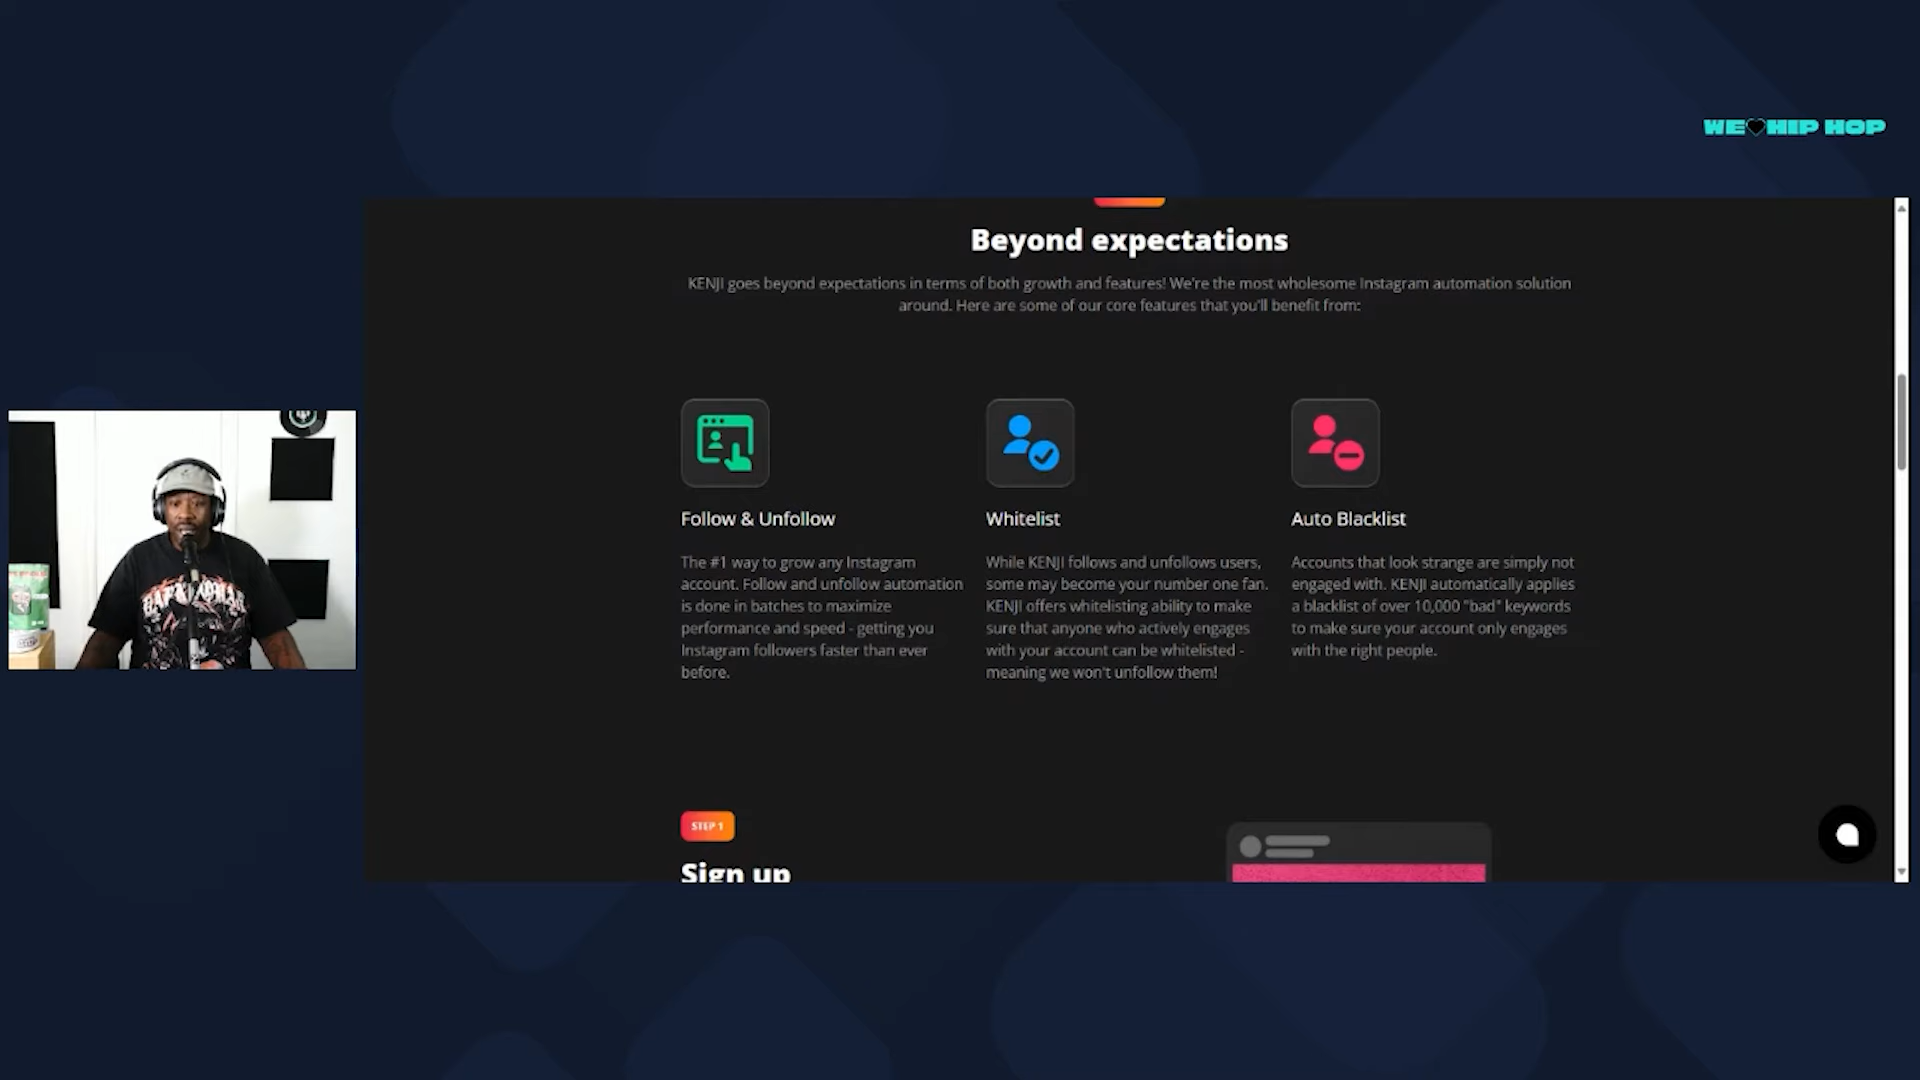 WE HIP HOP
Beyond expectations
KENJI goes beyond expectations in terms of both growth and features! We're the most wholesome Instagram automation solution
around. Here are some of our core features that you'll benefit from:
Follow & Unfollow
The #1 way to grow any Instagram
account. Follow and unfollow automation
is done in batches to maximize
performance and speed - getting you
Instagram followers faster than ever
before.
Whitelist
While KENJI follows and unfollows users,
some may become your number one fan.
KENJI offers whitelisting ability to make
sure that anyone who actively engages
with your account can be whitelisted -
meaning we won't unfollow them!
Auto Blacklist
Accounts that look strange are simply not
engaged with. KENJI automatically applies
a blacklist of over 10,000 "bad" keywords
to make sure your account only engages
with the right people.
STEP 1
Sign up